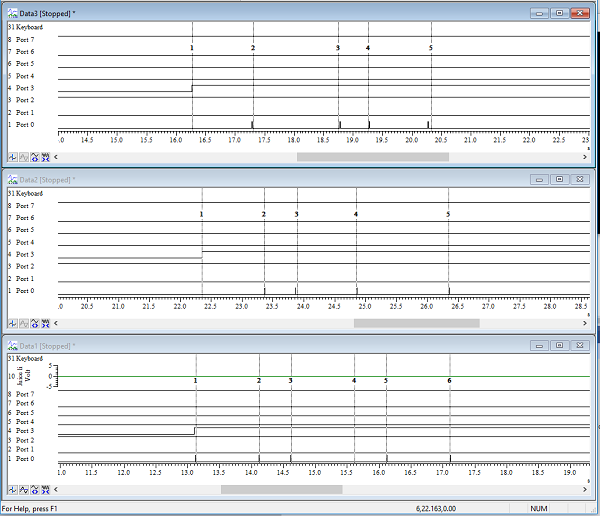 Data3 [Stopped] *
31 Keyboard
8 Port 7
7 Port 6
6 Port 5
5 Port 4
4 Port 3
3 Port 2
2 Port 1
1 Port 0
1 2 3 4 5
.0 14.5 15.0 15.5 16.0 16.5 17.0 17.5 18.0 18.5 19.0 19.5 20.0 20.5 21.0 21.5 22.0 22.5 23
s
Data2 [Stopped] *
31 Keyboard
8 Port 7
7 Port 6
6 Port 5
5 Port 4
4 Port 3
3 Port 2
2 Port 1
1 Port 0
1 2 3 4 5
.0 20.5 21.0 21.5 22.0 22.5 23.0 23.5 24.0 24.5 25.0 25.5 26.0 26.5 27.0 27.5 28.0 28.5
s
Data1 [Stopped] *
31 Keyboard
10
Volt
5
0
-5
8 Port 7
7 Port 6
6 Port 5
5 Port 4
4 Port 3
3 Port 2
2 Port 1
1 Port 0
1 2 3 4 5 6
11.0 11.5 12.0 12.5 13.0 13.5 14.0 14.5 15.0 15.5 16.0 16.5 17.0 17.5 18.0 18.5 19.0
s
For Help, press F1
6,22.163,0.00
NUM